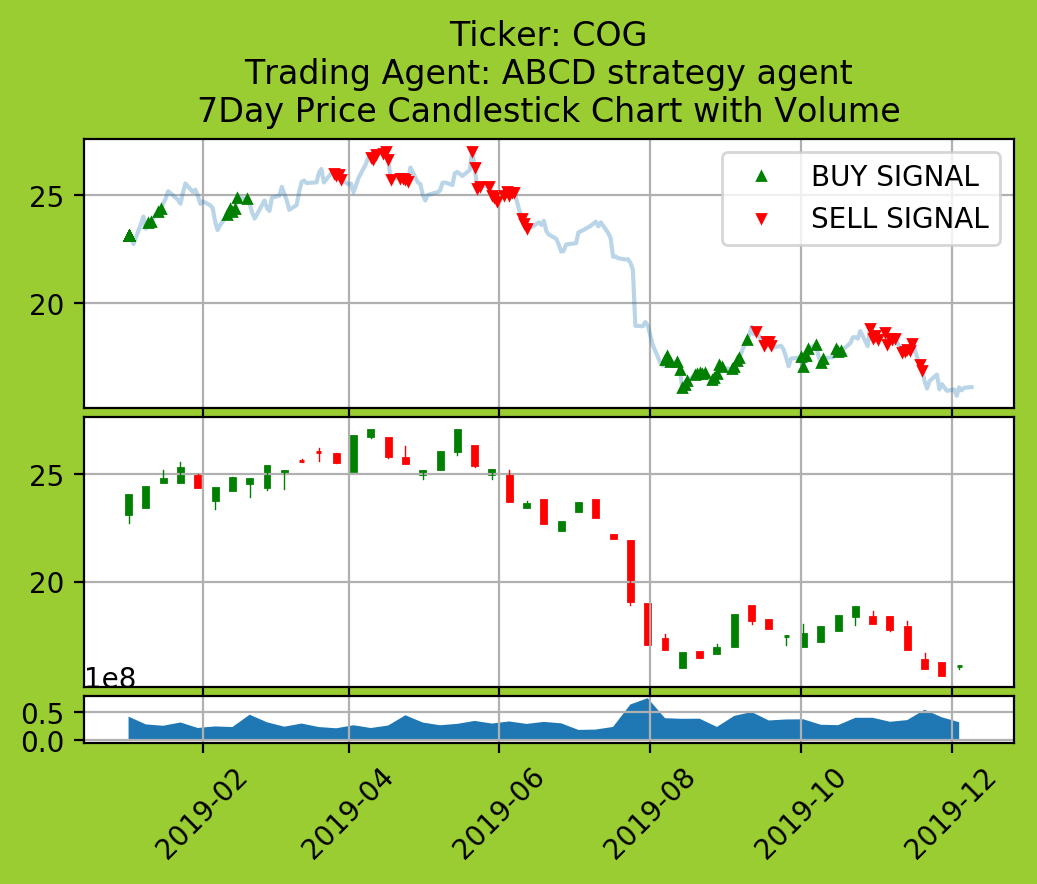 Ticker: COG
Trading Agent: ABCD strategy agent
7Day Price Candlestick Chart with Volume
BUY SIGNAL
SELL SIGNAL
25
20
25
20
1e8
0.5
0.0
2019-02
2019-04
2019-06
2019-08
2019-10
2019-12